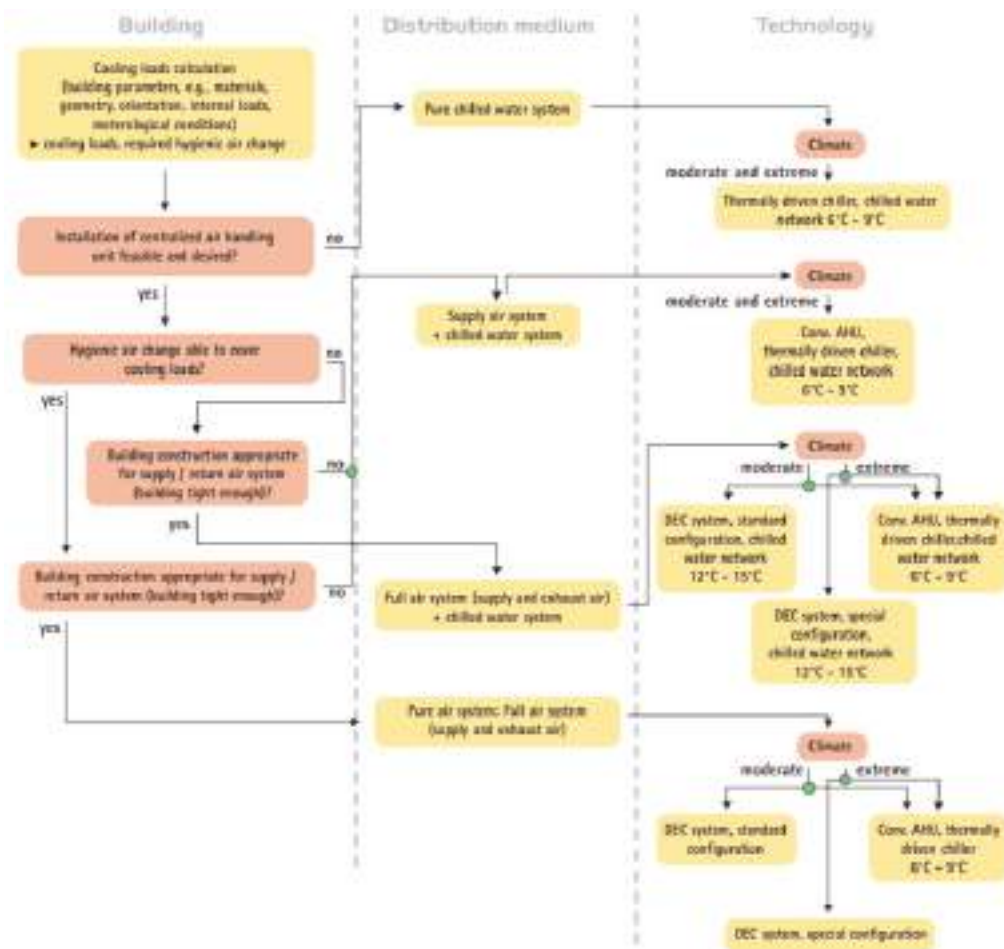 Building
Distribution medium
Technology
Cooling loads calculation
(building parameters, e.g., materials,
geometry, orientation, internal loads,
meterological conditions)
► cooling loads, required hygienic air change
Installation of centralized air handling
unit feasible and desired?
no
yes
Hygienic air change able to cover
cooling loads?
no
yes
Building construction appropriate
for supply / return air system
(building tight enough)?
no
yes
Building construction appropriate for supply /
return air system (building tight enough)?
no
yes
Pure chilled water system
Supply air system
+ chilled water system
Full air system (supply and exhaust air)
+ chilled water system
Pure air system: Full air system
(supply and exhaust air)
Climate
moderate and extreme
Thermally driven chiller, chilled water
network 6°C - 9°C
Climate
moderate and extreme
Conv. AHU,
thermally driven chiller,
chilled water network
6°C - 9°C
Climate
moderate
extreme
DEC system, standard
configuration, chilled
water network
12°C - 15°C
Conv. AHU, thermally
driven chiller,chilled
water network
6°C - 9°C
DEC system, special
configuration,
chilled water network
12°C - 15°C
Climate
moderate
extreme
DEC system, standard
configuration
Conv. AHU, thermally
driven chiller
6°C - 9°C
DEC system, special configuration